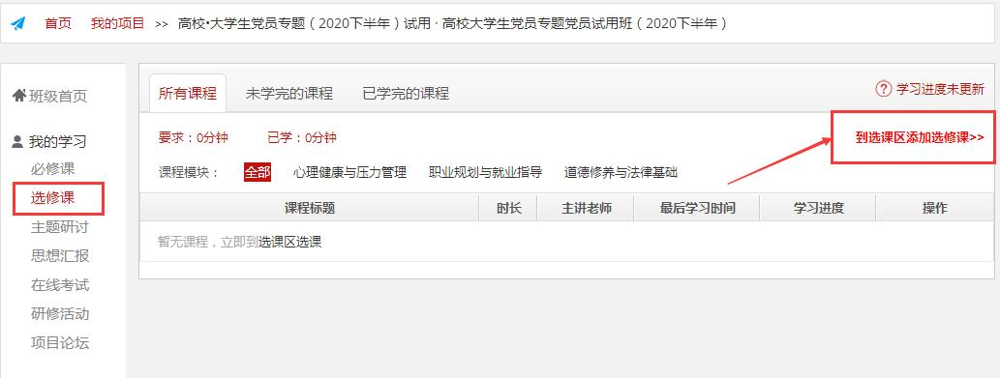 首页 我的项目 >> 高校•大学生党员专题（2020下半年）试用 · 高校大学生党员专题党员试用班（2020下半年）
班级首页
我的学习
必修课
选修课
主题研讨
思想汇报
在线考试
研修活动
项目论坛
所有课程 未学完的课程 已学完的课程 ? 学习进度未更新
要求：0分钟 已学：0分钟 到选课区添加选修课>>
课程模块： 全部 心理健康与压力管理 职业规划与就业指导 道德修养与法律基础
课程标题 时长 主讲老师 最后学习时间 学习进度 操作
暂无课程，立即到选课区选课